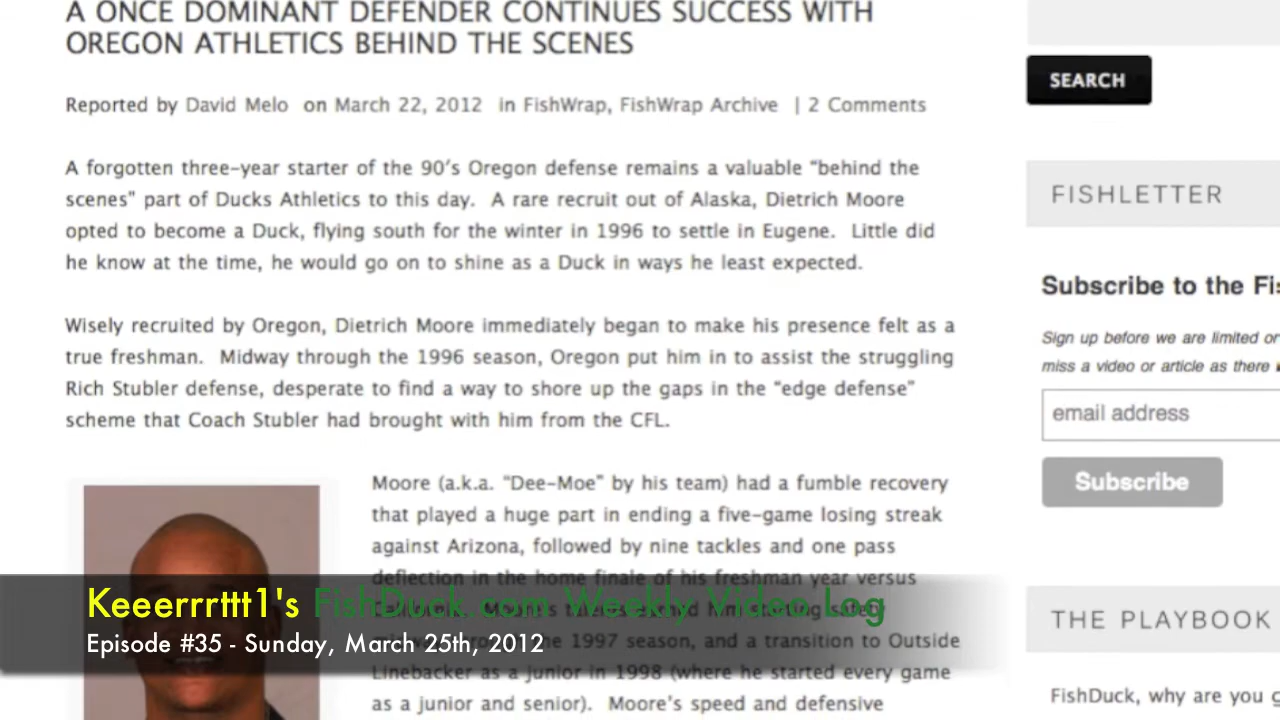 A ONCE DOMINANT DEFENDER CONTINUES SUCCESS WITH
OREGON ATHLETICS BEHIND THE SCENES
Reported by David Melo on March 22, 2012 in FishWrap, FishWrap Archive | 2 Comments
A forgotten three-year starter of the 90's Oregon defense remains a valuable "behind the
scenes" part of Ducks Athletics to this day. A rare recruit out of Alaska, Dietrich Moore
opted to become a Duck, flying south for the winter in 1996 to settle in Eugene. Little did
he know at the time, he would go on to shine as a Duck in ways he least expected.
Wisely recruited by Oregon, Dietrich Moore immediately began to make his presence felt as a
true freshman. Midway through the 1996 season, Oregon put him in to assist the struggling
Rich Stubler defense, desperate to find a way to shore up the gaps in the "edge defense"
scheme that Coach Stubler had brought with him from the CFL.
Moore (a.k.a. "Dee-Moe" by his team) had a fumble recovery
that played a huge part in ending a five-game losing streak
against Arizona, followed by nine tackles and one pass
deflection in the home finale of his freshman year versus
safety
the 1997 season, and a transition to Outside
Linebacker as a junior in 1998 (where he started every game
as a junior and senior). Moore's speed and defensive
Keeerrrttt1's FishDuck.com Weekly Video Log
Episode #35 - Sunday, March 25th, 2012
SEARCH
FISHLETTER
Subscribe to the
Sign up before we are limited or
miss a video or article as there
email address
Subscribe
THE PLAYBOOK
FishDuck, why are you